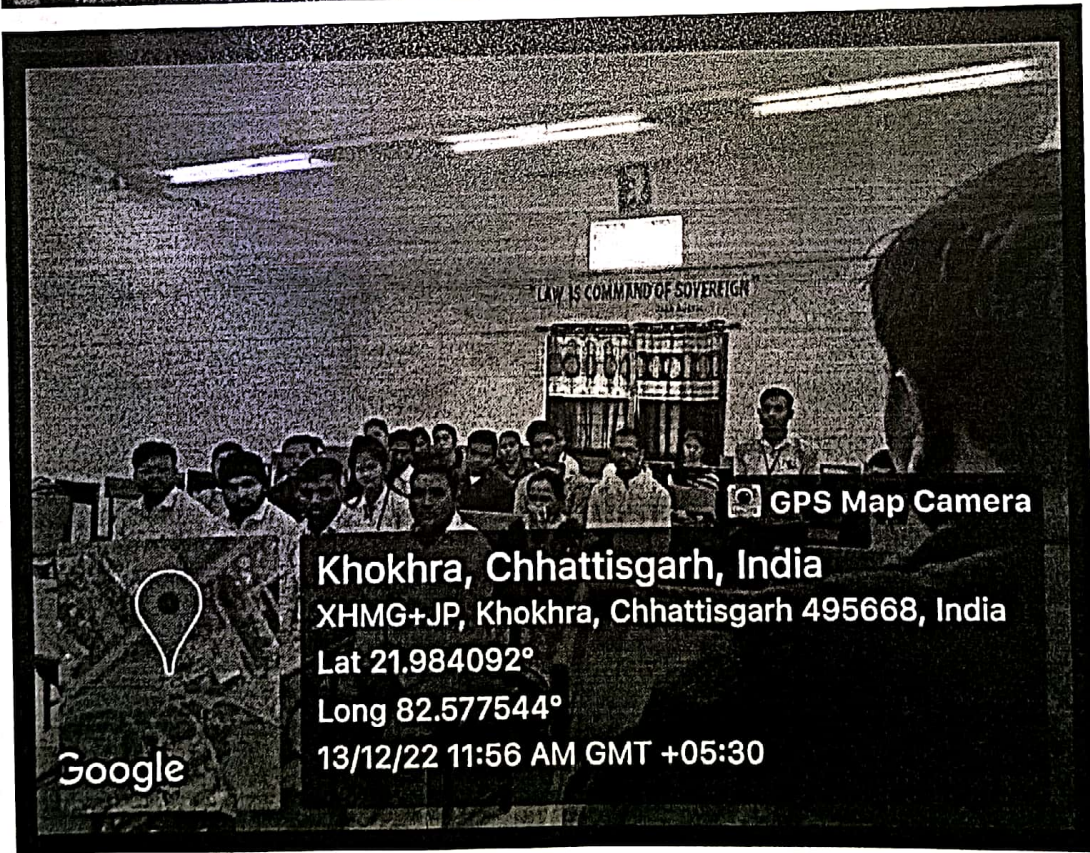 "LAW IS COMMAND OF SOVEREIGN"
GPS Map Camera
Khokhra, Chhattisgarh, India
XHMG+JP, Khokhra, Chhattisgarh 495668, India
Lat 21.984092°
Long 82.577544°
13/12/22 11:56 AM GMT +05:30
Google